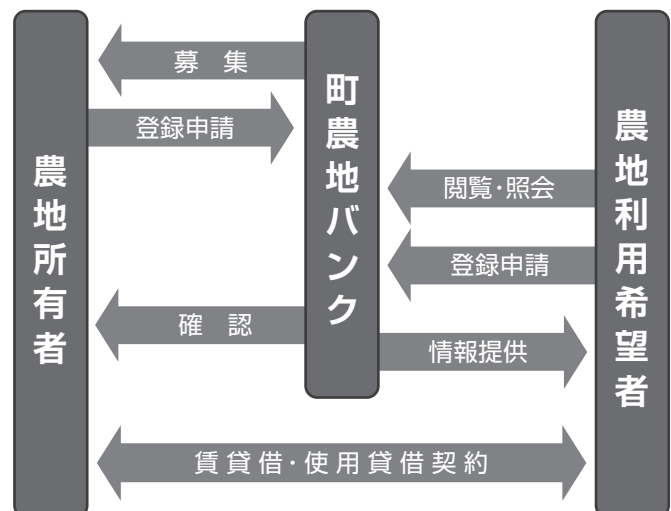 農地所有者
町農地バンク
農地利用希望者
募　集
登録申請
閲覧･照会
登録申請
確　認
情報提供
賃貸借･使用貸借契約